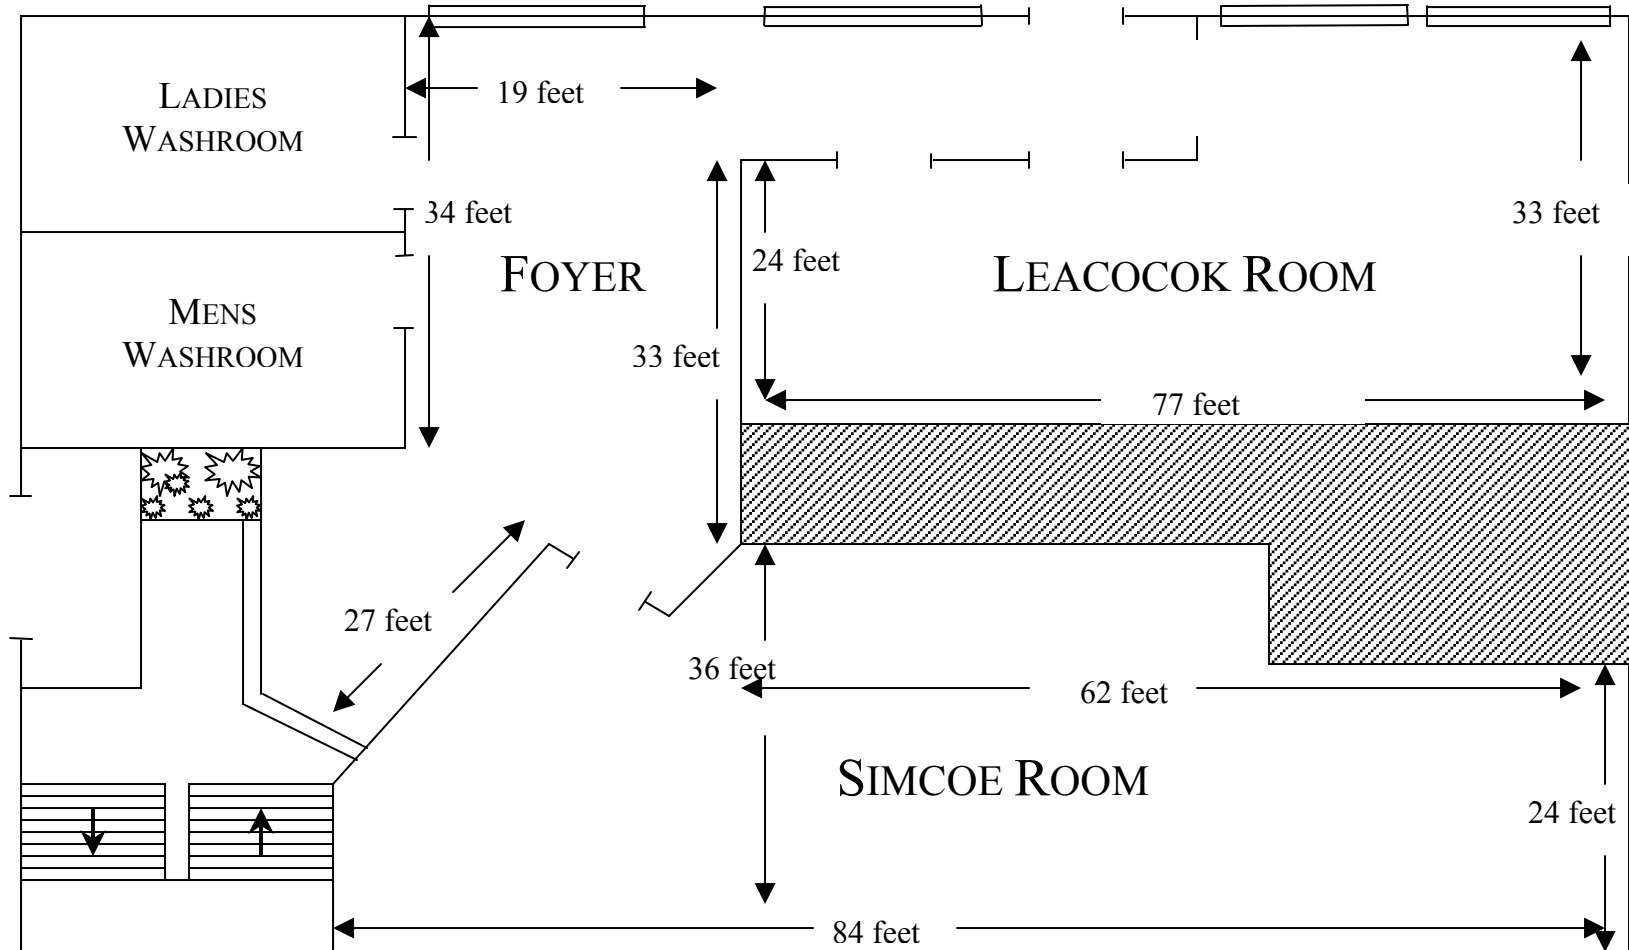 19 feet
LADIES
WASHROOM
34 feet
33 feet
24 feet
FOYER
LEACOCOK ROOM
MENS
WASHROOM
33 feet
77 feet
27 feet
36 feet
62 feet
SIMCOE ROOM
24 feet
84 feet